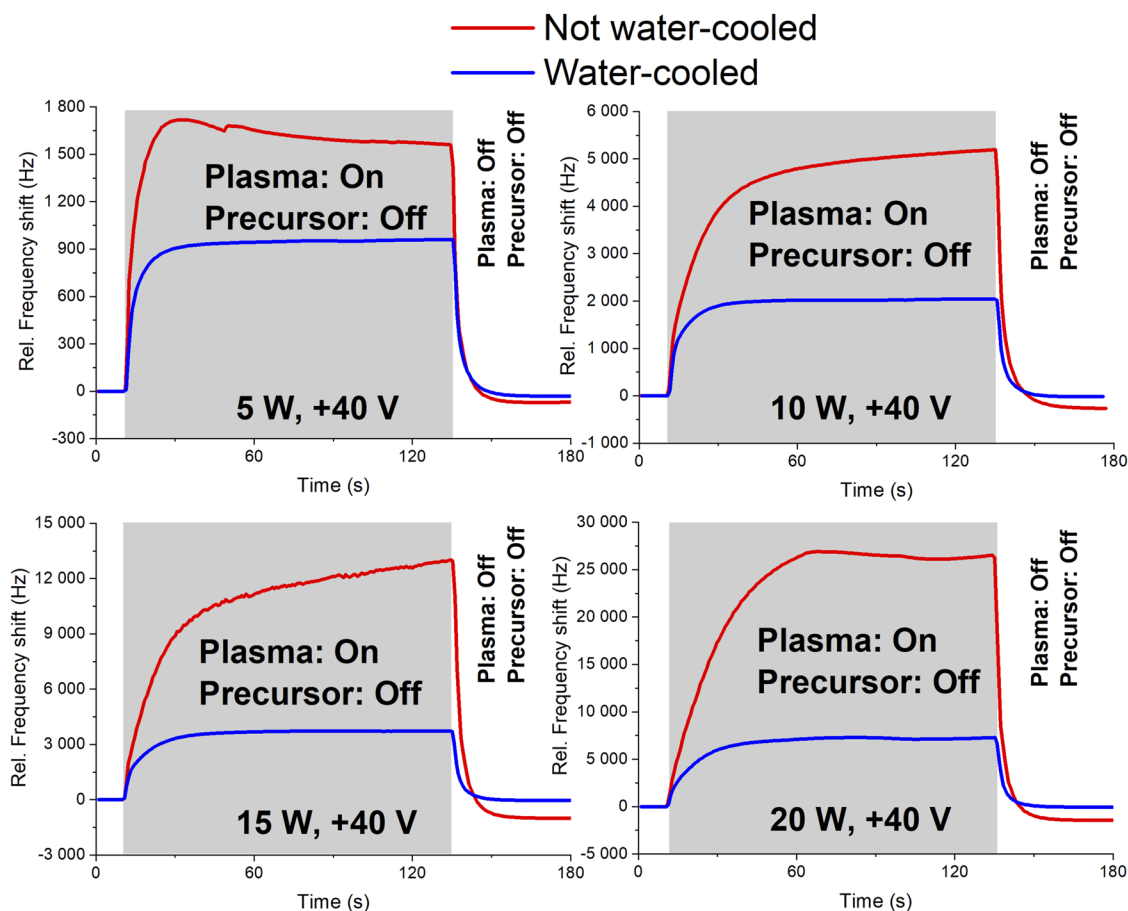 Not water-cooled
Water-cooled
Rel. Frequency shift (Hz)
1 800
1 500
1 200
900
600
300
0
-300
Plasma: On
Precursor: Off
Plasma: Off
Precursor: Off
5 W, +40 V
0
60
120
180
Time (s)
Rel. Frequency shift (Hz)
6 000
5 000
4 000
3 000
2 000
1 000
0
-1 000
Plasma: On
Precursor: Off
Plasma: Off
Precursor: Off
10 W, +40 V
0
60
120
180
Time (s)
Rel. Frequency shift (Hz)
15 000
12 000
9 000
6 000
3 000
0
-3 000
Plasma: On
Precursor: Off
Plasma: Off
Precursor: Off
15 W, +40 V
0
60
120
180
Time (s)
Rel. Frequency shift (Hz)
30 000
25 000
20 000
15 000
10 000
5 000
0
-5 000
Plasma: On
Precursor: Off
Plasma: Off
Precursor: Off
20 W, +40 V
0
60
120
180
Time (s)